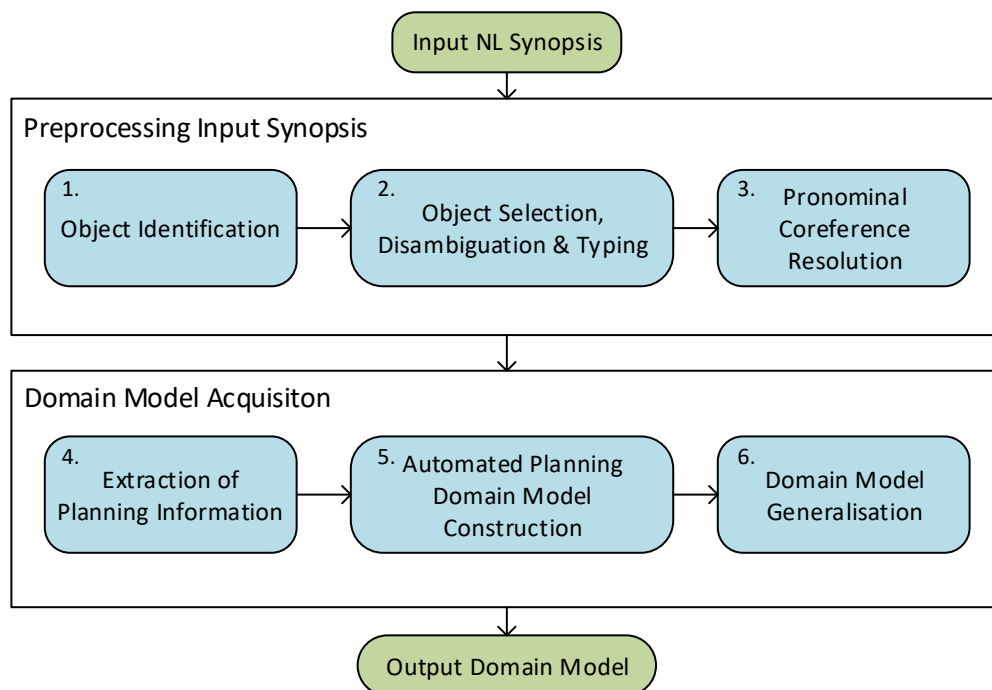 Input NL Synopsis
Preprocessing Input Synopsis
1.
Object Identification
2.
Object Selection,
Disambiguation & Typing
3.
Pronominal
Coreference
Resolution
Domain Model Acquisiton
4.
Extraction of
Planning Information
5.
Automated Planning
Domain Model
Construction
6.
Domain Model
Generalisation
Output Domain Model